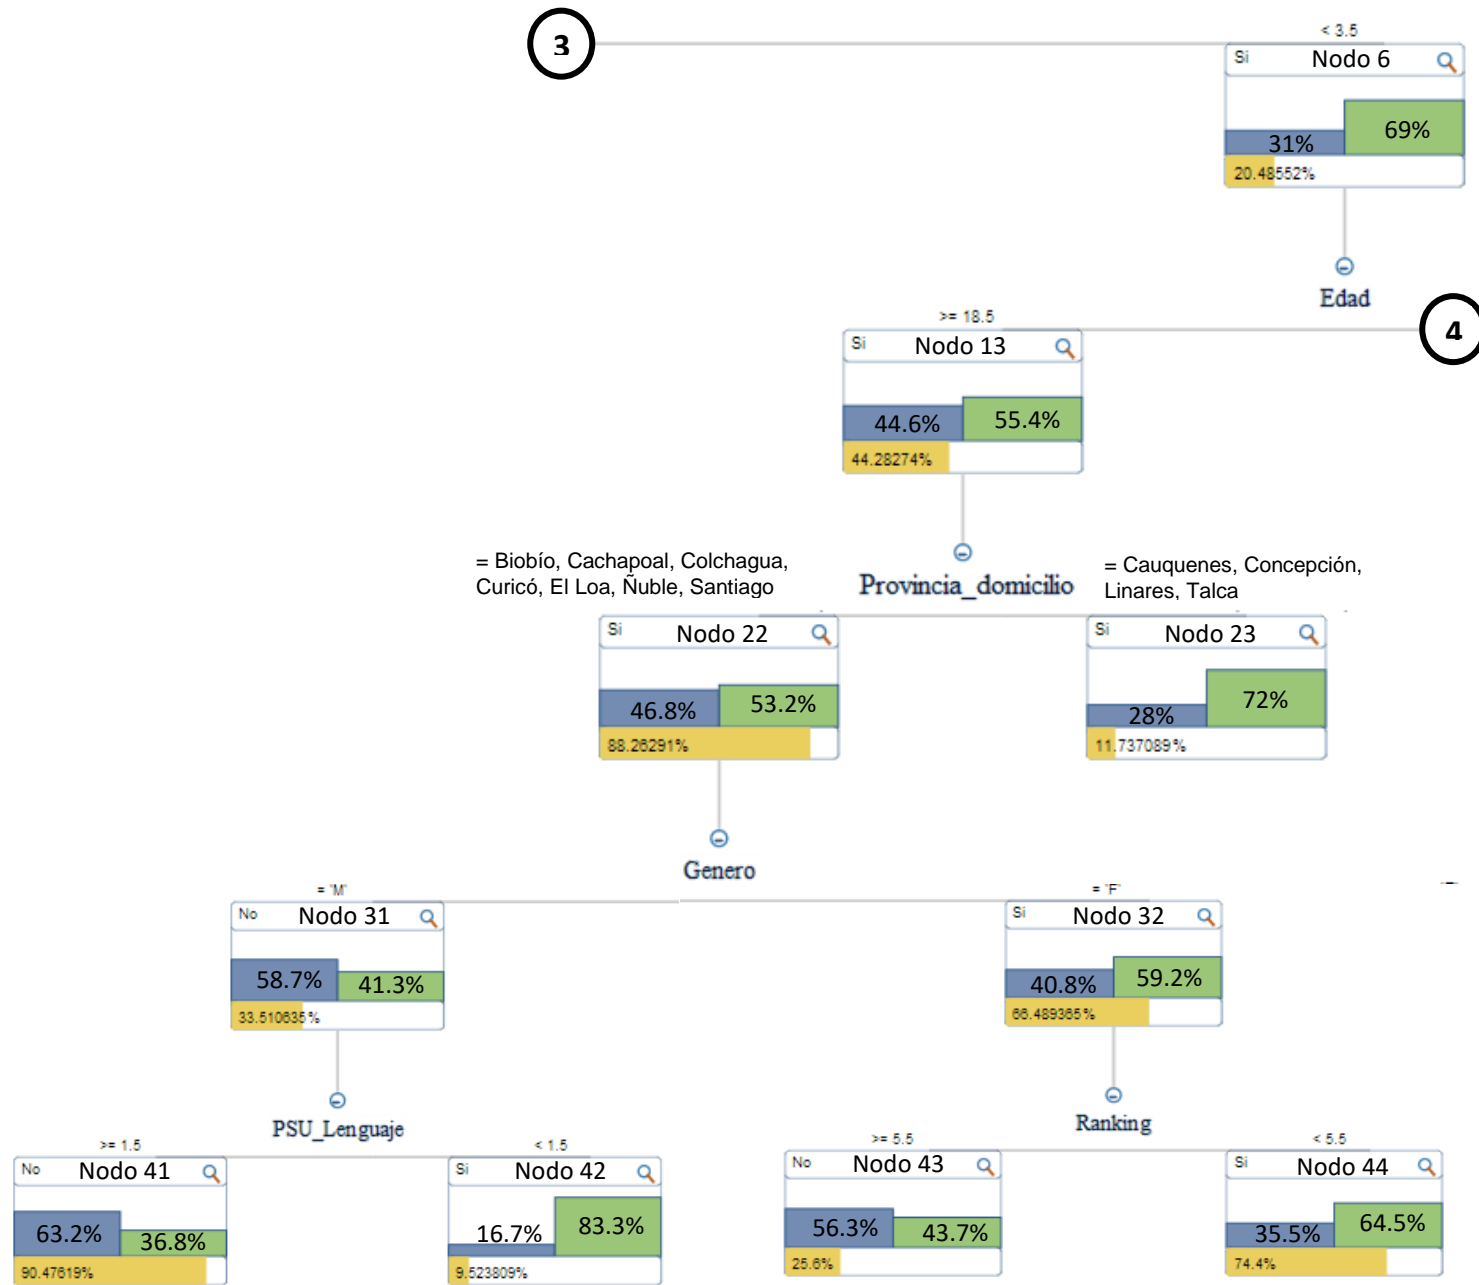 3
< 3.5
Si Nodo 6
31% 69%
20.48552%
Edad
4
>= 18.5
Si Nodo 13
44.6% 55.4%
44.28274%
= Biobío, Cachapoal, Colchagua,
Curicó, El Loa, Ñuble, Santiago
Provincia_domicilio
= Cauquenes, Concepción,
Linares, Talca
Si Nodo 22
46.8% 53.2%
88.26291%
Si Nodo 23
28% 72%
11.737089%
Genero
= 'M'
No Nodo 31
58.7% 41.3%
33.510635%
= 'F'
Si Nodo 32
40.8% 59.2%
66.489365%
PSU_Lenguaje
Ranking
>= 1.5
No Nodo 41
63.2% 36.8%
90.47619%
< 1.5
Si Nodo 42
16.7% 83.3%
9.523809%
>= 5.5
No Nodo 43
56.3% 43.7%
25.6%
< 5.5
Si Nodo 44
35.5% 64.5%
74.4%